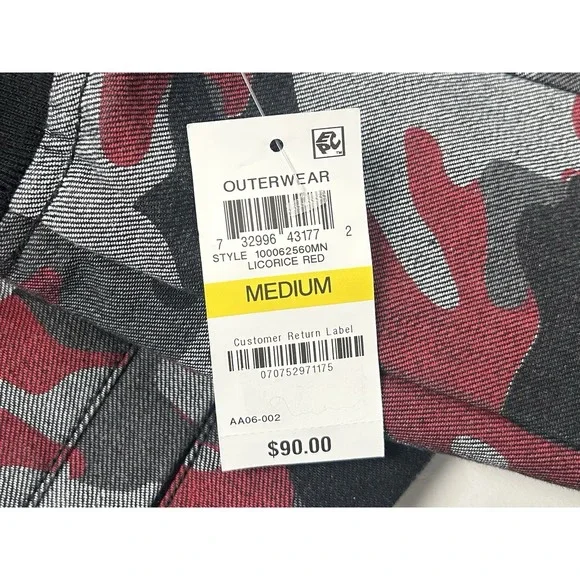 OUTERWEAR
7 32996 43177 2
STYLE 100062560MN
LICORICE RED
MEDIUM
Customer Return Label
070752971175
AA06-002
$90.00